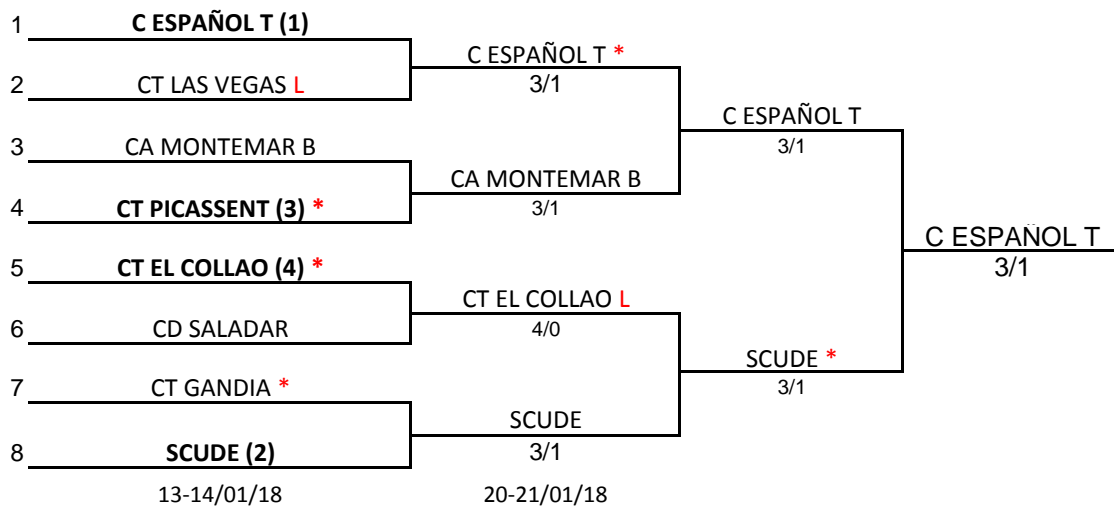 1 C ESPAÑOL T (1)
C ESPAÑOL T *
3/1
2 CT LAS VEGAS L
C ESPAÑOL T
3/1
3 CA MONTEMAR B
CA MONTEMAR B
3/1
4 CT PICASSENT (3) *
C ESPAÑOL T
3/1
5 CT EL COLLAO (4) *
CT EL COLLAO L
4/0
6 CD SALADAR
SCUDE *
3/1
7 CT GANDIA *
SCUDE
3/1
8 SCUDE (2)
13-14/01/18 20-21/01/18